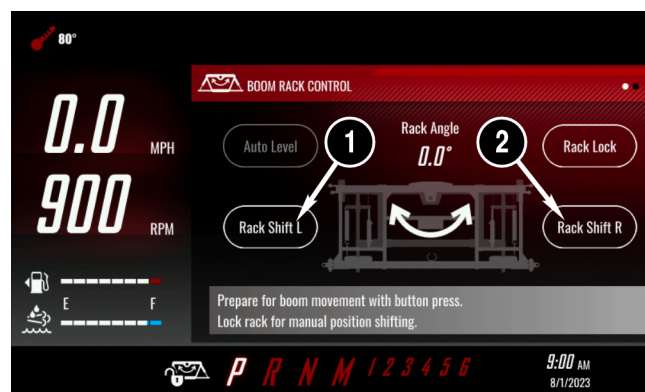 80°
BOOM RACK CONTROL
0.0 MPH
900 RPM
Auto Level
1
Rack Angle
0.0°
2
Rack Lock
Rack Shift L
Rack Shift R
E F
Prepare for boom movement with button press.
Lock rack for manual position shifting.
P R N M 1 2 3 4 5 6
9:00 AM
8/1/2023